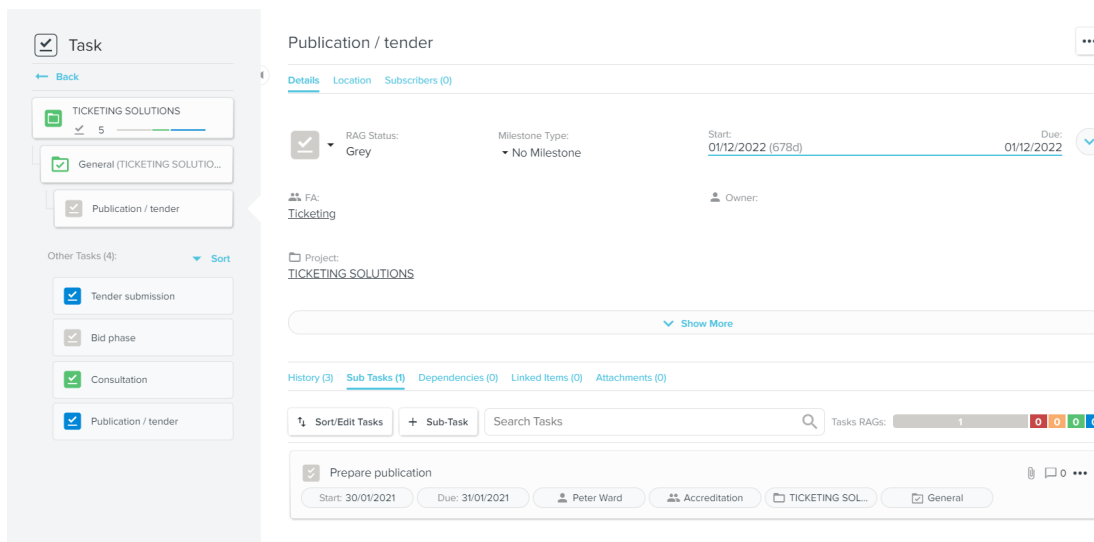 Task
← Back
TICKETING SOLUTIONS
5
General (TICKETING SOLUTIO...
Publication / tender
Other Tasks (4):
Sort
Tender submission
Bid phase
Consultation
Publication / tender
Publication / tender
Details Location Subscribers (0)
RAG Status:
Grey
Milestone Type:
No Milestone
Start:
01/12/2022 (678d)
Due:
01/12/2022
FA:
Ticketing
Owner:
Project:
TICKETING SOLUTIONS
Show More
History (3) Sub Tasks (1) Dependencies (0) Linked Items (0) Attachments (0)
Sort/Edit Tasks + Sub-Task Search Tasks Tasks RAGs: 1 0 0 0 0
Prepare publication 0
Start: 30/01/2021 Due: 31/01/2021 Peter Ward Accreditation TICKETING SOL... General